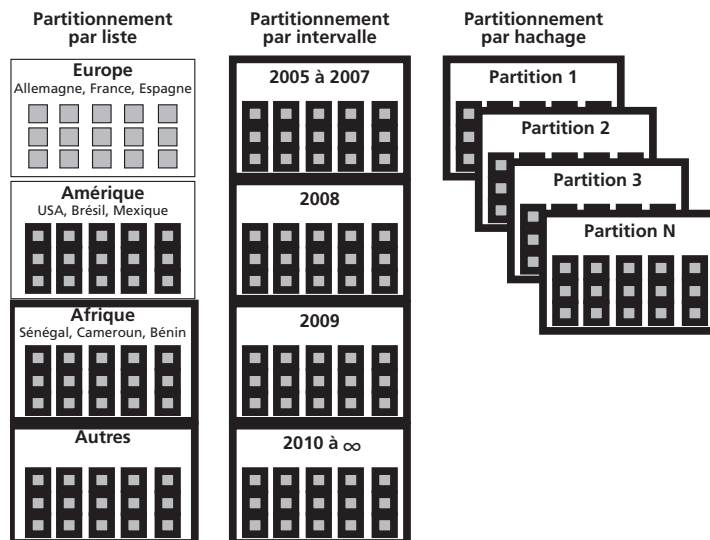 Partitionnement
par liste
Europe
Allemagne, France, Espagne
Amérique
USA, Brésil, Mexique
Afrique
Sénégal, Cameroun, Bénin
Autres
Partitionnement
par intervalle
2005 à 2007
2008
2009
2010 à ∞
Partitionnement
par hachage
Partition 1
Partition 2
Partition 3
Partition N